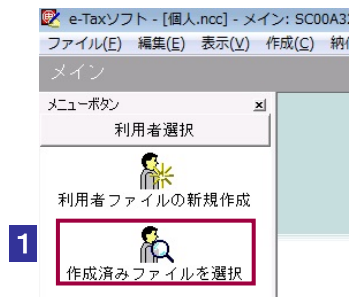 e-Taxソフト - [個人.ncc] - メイン: SC00A32
ファイル(F) 編集(E) 表示(V) 作成(C) 納
メイン
メニューボタン x
利用者選択
利用者ファイルの新規作成
1
作成済みファイルを選択